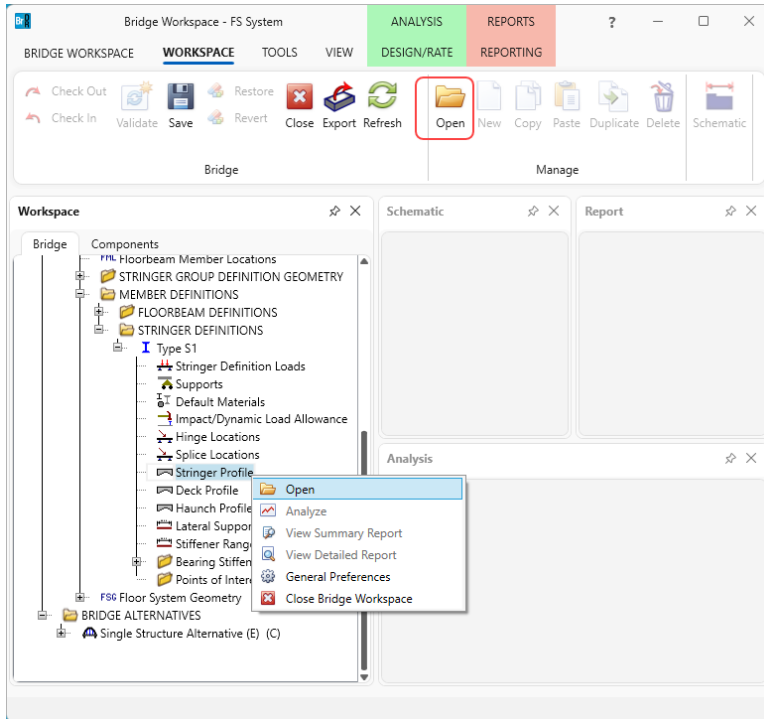 Br
Bridge Workspace - FS System
ANALYSIS
REPORTS
?
BRIDGE WORKSPACE
WORKSPACE
TOOLS
VIEW
DESIGN/RATE
REPORTING
Check Out
Check In
Validate
Save
Restore
Revert
Close
Export
Refresh
Open
New
Copy
Paste
Duplicate
Delete
Schematic
Bridge
Manage
Workspace
Schematic
Report
Bridge
Components
FML Floorbeam Member Locations
STRINGER GROUP DEFINITION GEOMETRY
MEMBER DEFINITIONS
FLOORBEAM DEFINITIONS
STRINGER DEFINITIONS
Type S1
Stringer Definition Loads
Supports
Default Materials
Impact/Dynamic Load Allowance
Hinge Locations
Splice Locations
Analysis
Stringer Profile
Deck Profile
Haunch Profile
Lateral Suppor
Stiffener Rang
Bearing Stiffen
Points of Inter
FSG Floor System Geometry
BRIDGE ALTERNATIVES
Single Structure Alternative (E) (C)
Open
Analyze
View Summary Report
View Detailed Report
General Preferences
Close Bridge Workspace